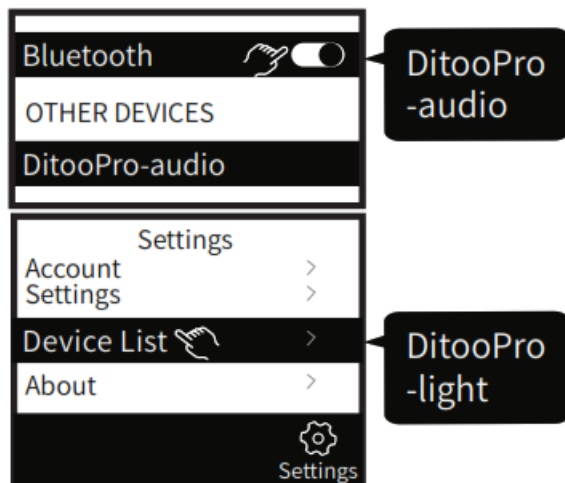 Bluetooth
OTHER DEVICES
DitooPro-audio
DitooPro
-audio
Settings
Account
Settings
Device List
About
Settings
DitooPro
-light